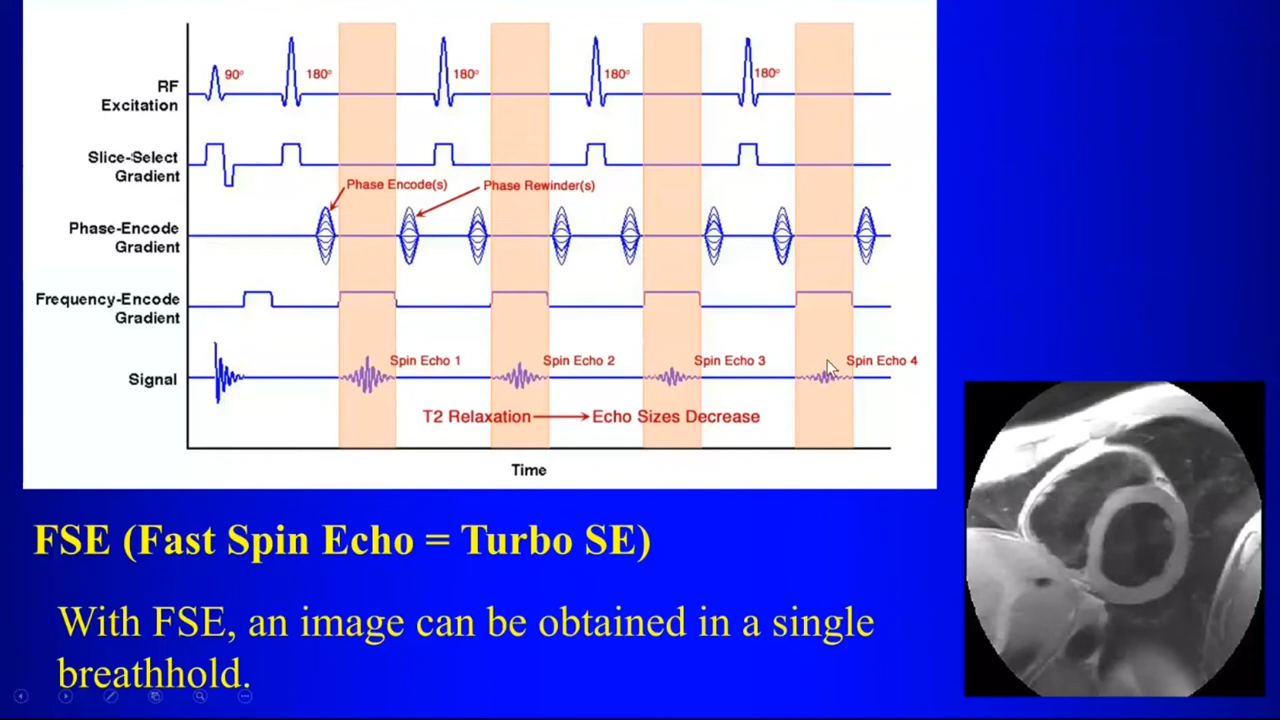 90° 180° 180° 180° 180°
RF
Excitation
Slice-Select
Gradient
Phase Encode(s) Phase Rewinder(s)
Phase-Encode
Gradient
Frequency-Encode
Gradient
Spin Echo 1 Spin Echo 2 Spin Echo 3 Spin Echo 4
Signal
T2 Relaxation Echo Sizes Decrease
Time
FSE (Fast Spin Echo = Turbo SE)
With FSE, an image can be obtained in a single
breathhold.